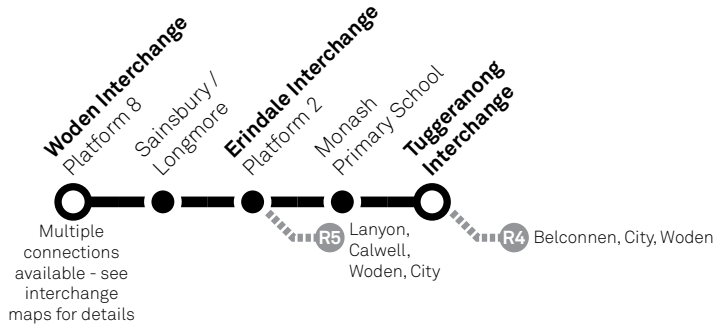 Woden Interchange
Platform 8
Sainsbury /
Longmore
Erindale Interchange
Platform 2
Monash
Primary School
Tuggeranong
Interchange
Multiple
connections
available - see
interchange
maps for details
R5
Lanyon,
Calwell,
Woden, City
R4 Belconnen, City, Woden